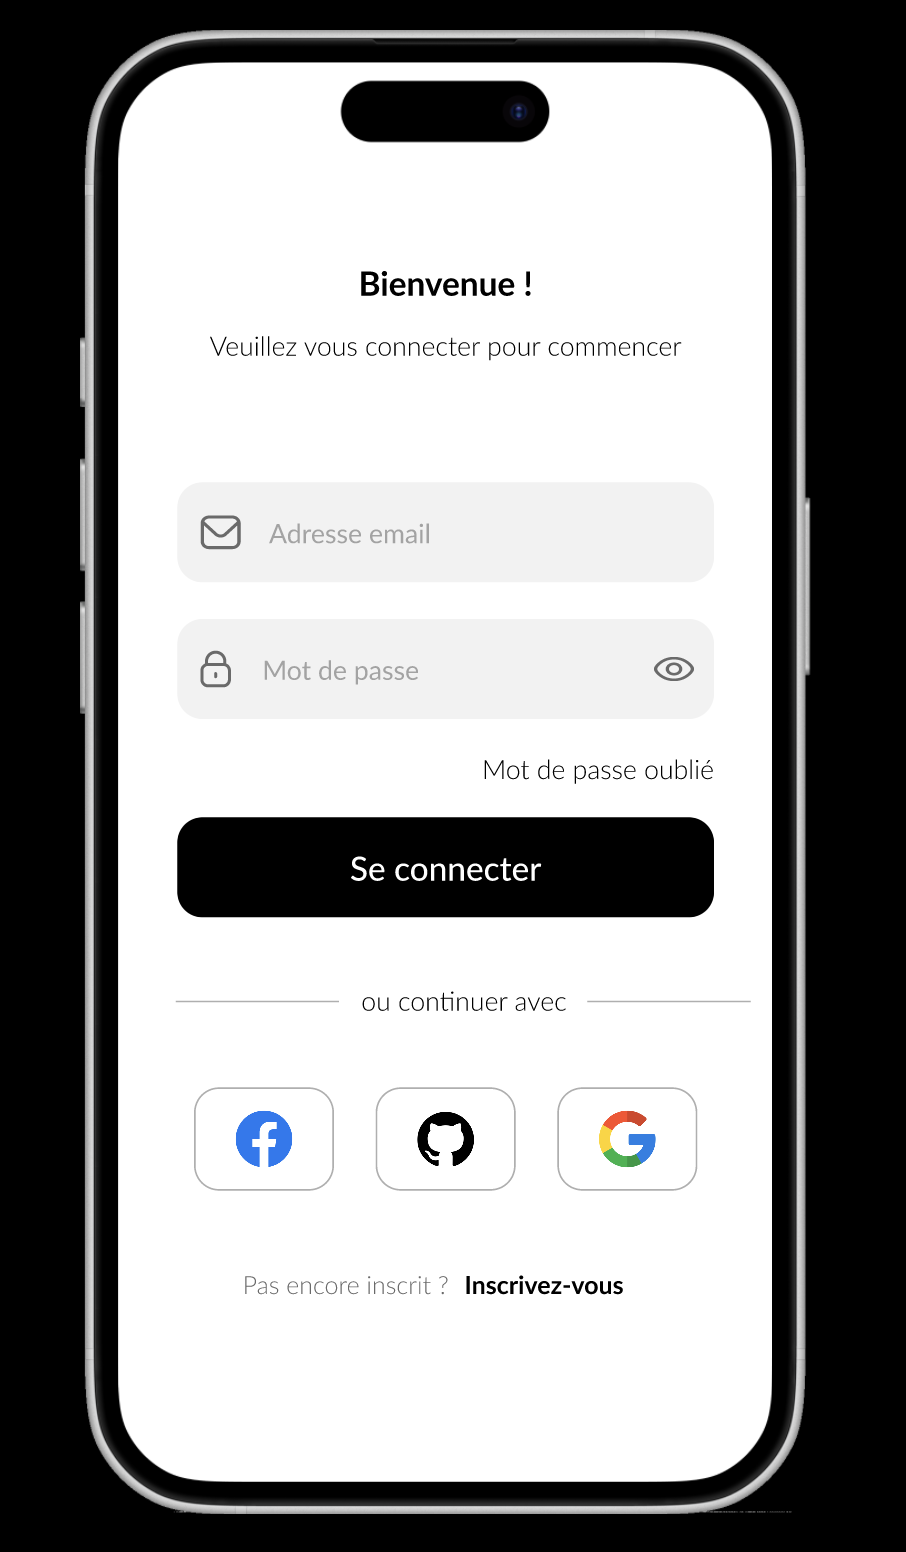 Bienvenue !
Veuillez vous connecter pour commencer
Adresse email
Mot de passe
Mot de passe oublié
Se connecter
ou continuer avec
Pas encore inscrit ? Inscrivez-vous